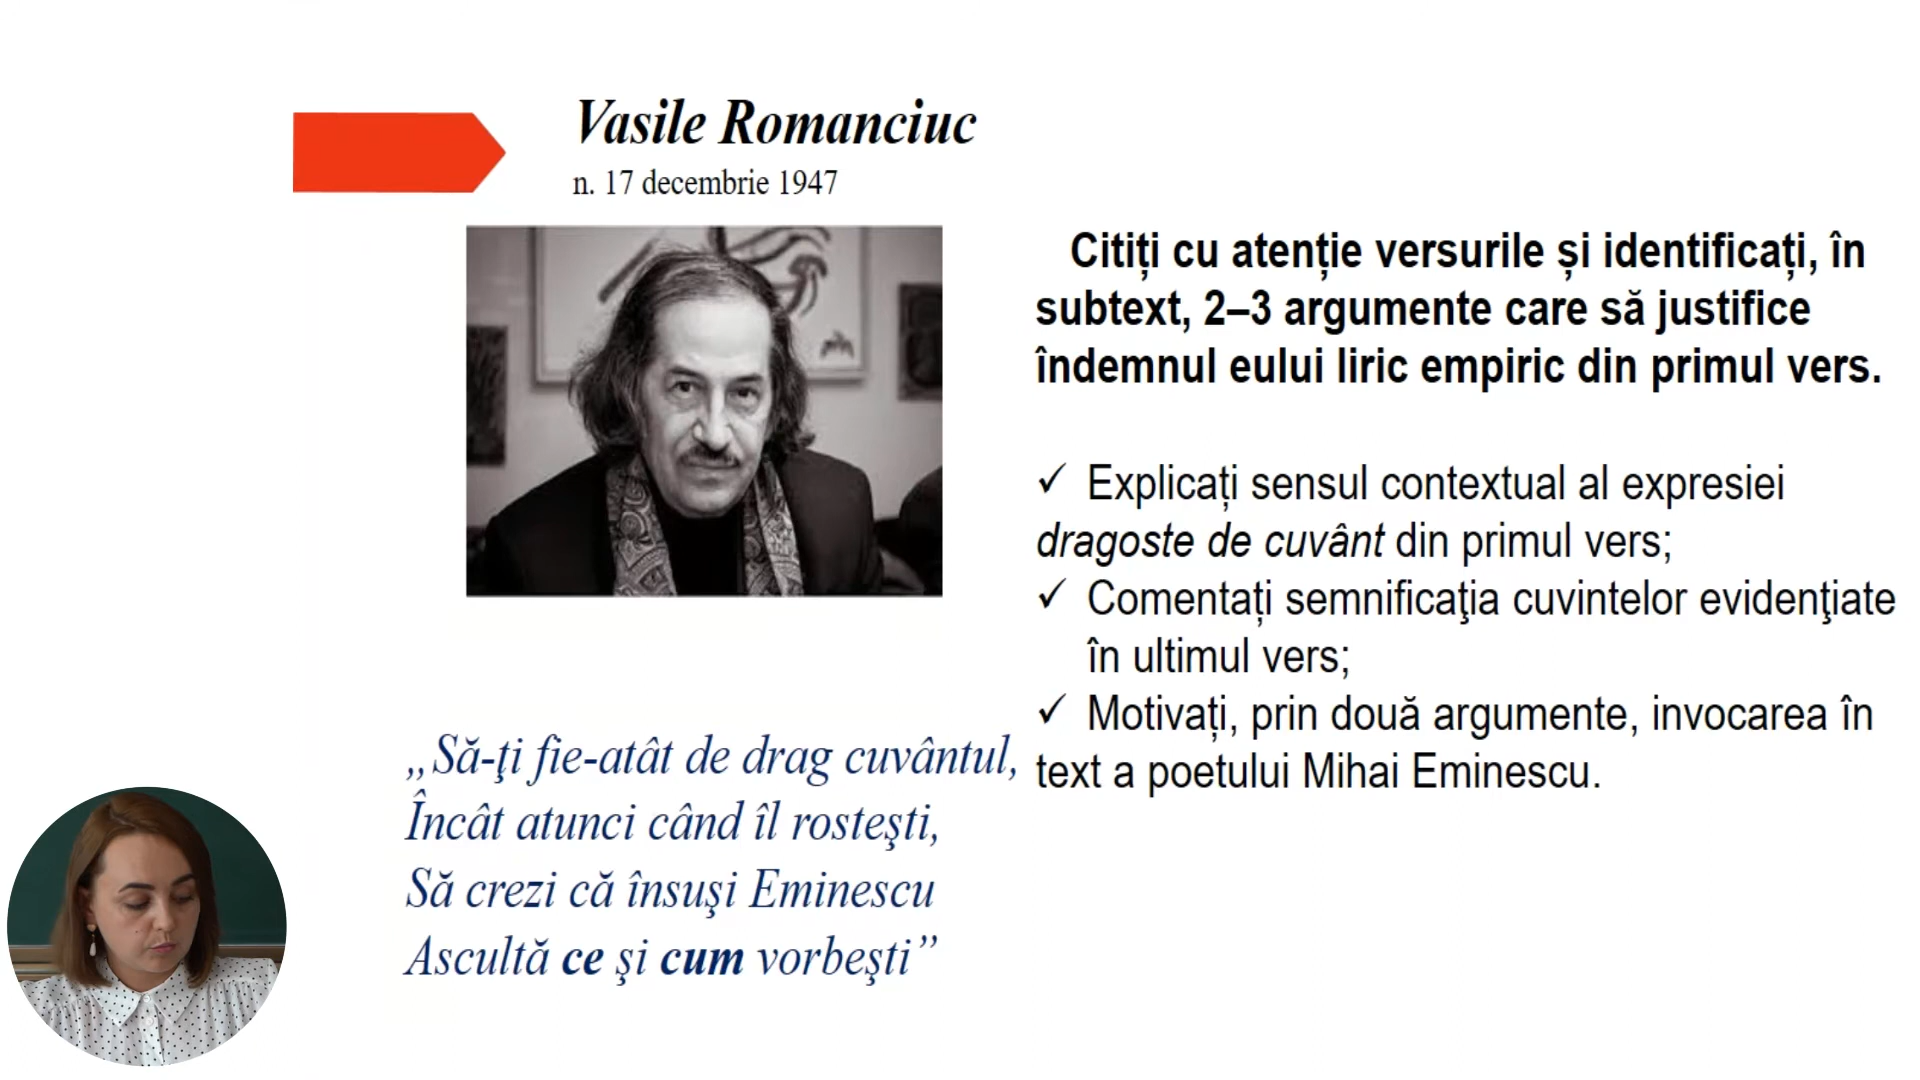 Vasile Romanciuc
n. 17 decembrie 1947
„Să-ţi fie-atât de drag cuvântul,
Încât atunci când îl rosteşti,
Să crezi că însuşi Eminescu
Ascultă ce şi cum vorbeşti”
Citiți cu atenție versurile și identificați, în
subtext, 2–3 argumente care să justifice
îndemnul eului liric empiric din primul vers.
✓ Explicați sensul contextual al expresiei
dragoste de cuvânt din primul vers;
✓ Comentați semnificaţia cuvintelor evidenţiate
în ultimul vers;
✓ Motivați, prin două argumente, invocarea în
text a poetului Mihai Eminescu.